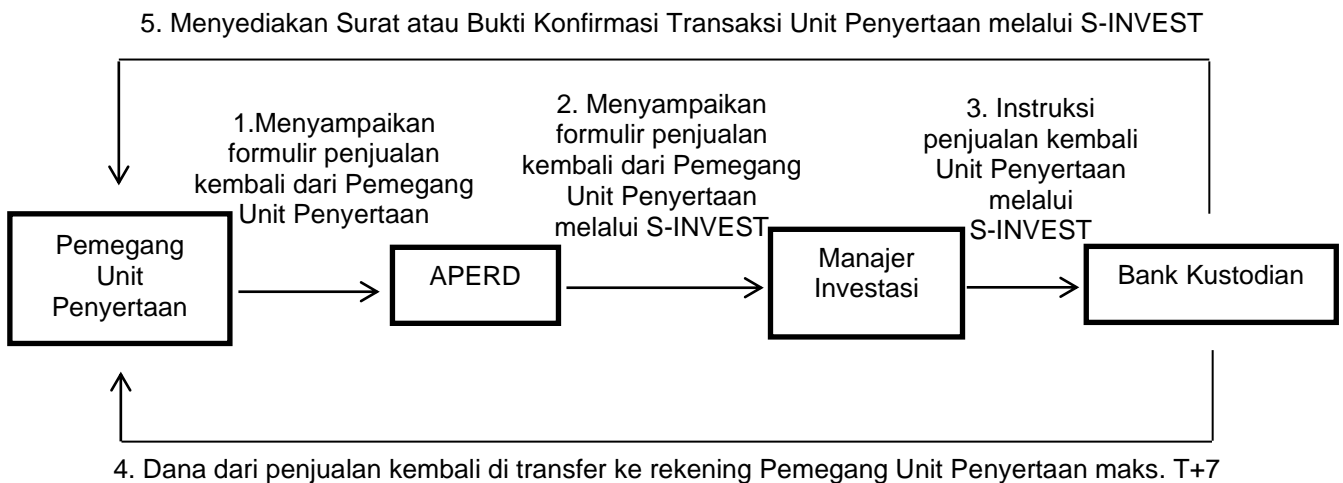 5. Menyediakan Surat atau Bukti Konfirmasi Transaksi Unit Penyertaan melalui S-INVEST
1.Menyampaikan
formulir penjualan
kembali dari Pemegang
Unit Penyertaan
2. Menyampaikan
formulir penjualan
kembali dari Pemegang
Unit Penyertaan
melalui S-INVEST
3. Instruksi
penjualan kembali
Unit Penyertaan
melalui
S-INVEST
Pemegang
Unit
Penyertaan
APERD
Manajer
Investasi
Bank Kustodian
4. Dana dari penjualan kembali di transfer ke rekening Pemegang Unit Penyertaan maks. T+7